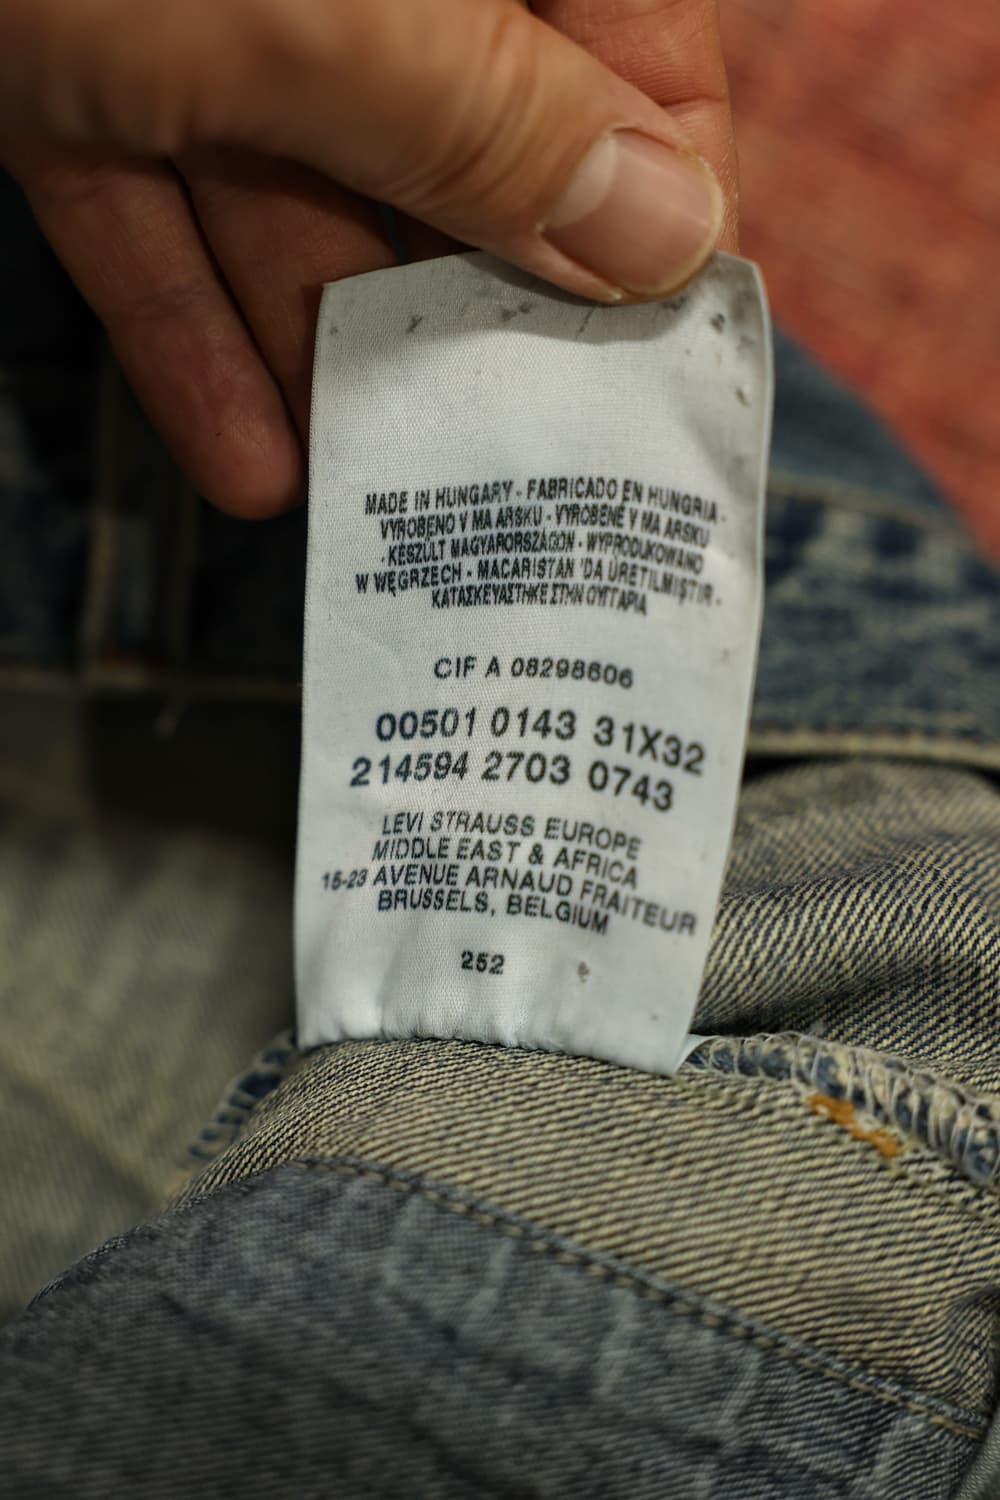 MADE IN HUNGARY - FABRICADO EN HUNGRIA -
VYROBENO V MA ARSKU - VYROBENÉ V MA ARSKU
- KÉSZÜLT MAGYARORSZÁGON - WYPRODUKOWANO
W WĘGRZECH - MACARISTAN 'DA ÜRETILMIŞTIR -
ΚΑΤΑΣΚΕΥΑΣΤΗΚΕ ΣΤΗΝ ΟΥΓΓΑΡΙΑ
CIF A 08298606
00501 0143 31X32
214594 2703 0743
LEVI STRAUSS EUROPE
MIDDLE EAST & AFRICA
15-23 AVENUE ARNAUD FRAITEUR
BRUSSELS, BELGIUM
252